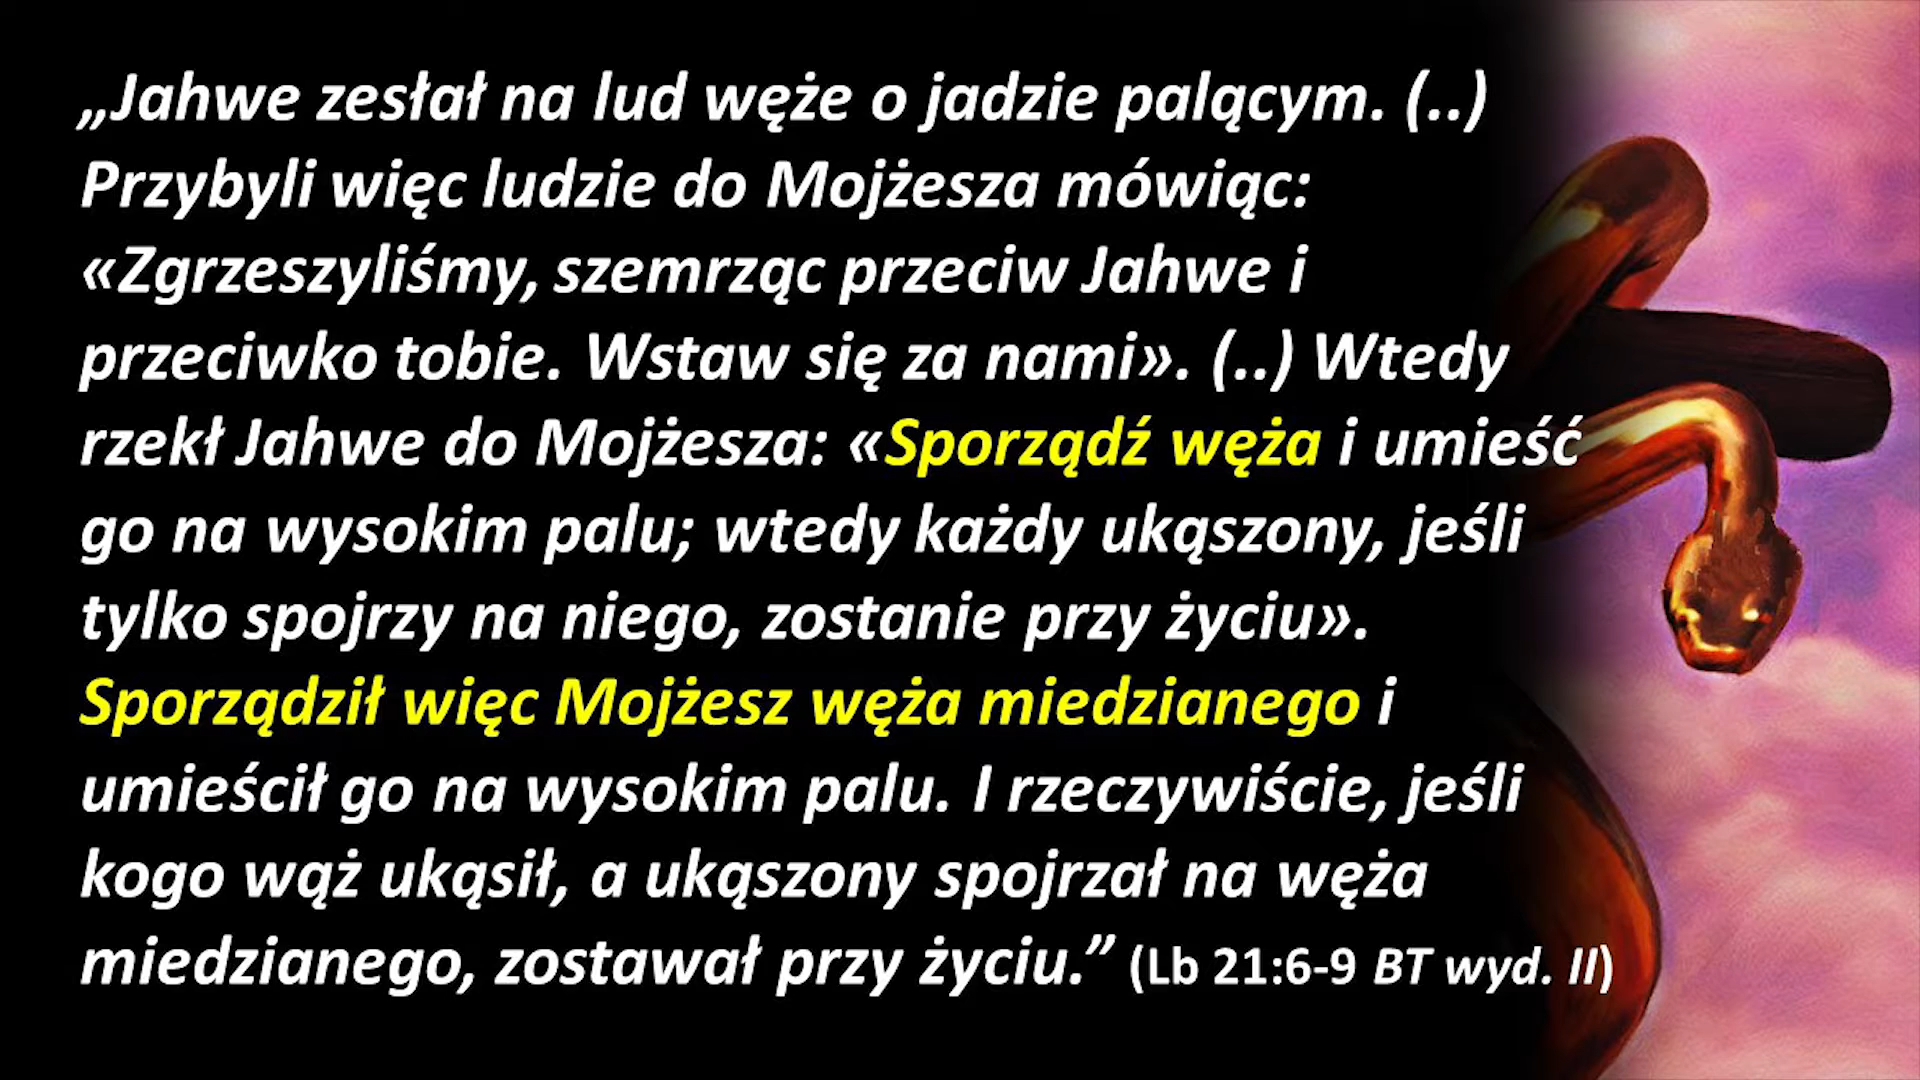 „Jahwe zesłał na lud węże o jadzie palącym. (..)
Przybyli więc ludzie do Mojżesza mówiąc:
«Zgrzeszyliśmy, szemrząc przeciw Jahwe i
przeciwko tobie. Wstaw się za nami». (..) Wtedy
rzekł Jahwe do Mojżesza: «Sporządź węża i umieść
go na wysokim palu; wtedy każdy ukąszony, jeśli
tylko spojrzy na niego, zostanie przy życiu».
Sporządził więc Mojżesz węża miedzianego i
umieścił go na wysokim palu. I rzeczywiście, jeśli
kogo wąż ukąsił, a ukąszony spojrzał na węża
miedzianego, zostawał przy życiu.” (Lb 21:6-9 BT wyd. II)